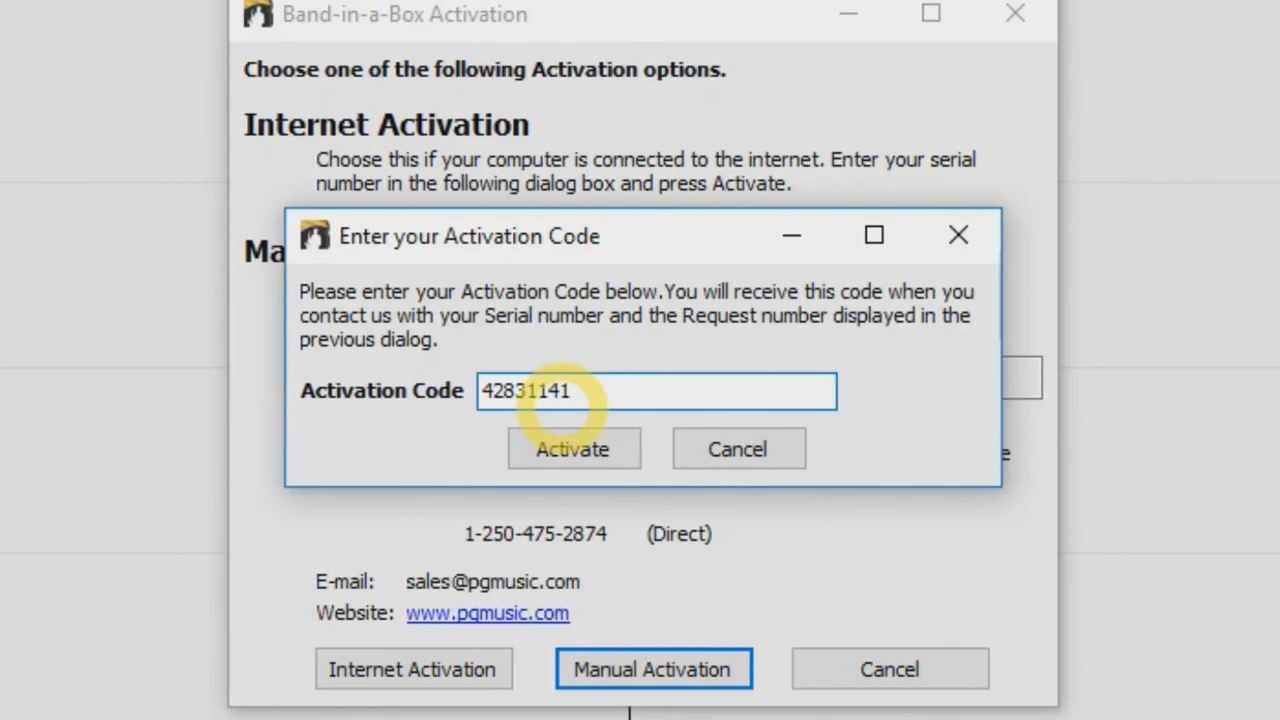 Band-in-a-Box Activation
Choose one of the following Activation options.
Internet Activation
Choose this if your computer is connected to the internet. Enter your serial
number in the following dialog box and press Activate.
Ma
Enter your Activation Code
Please enter your Activation Code below.You will receive this code when you
contact us with your Serial number and the Request number displayed in the
previous dialog.
Activation Code 42831141
Activate Cancel
e
1-250-475-2874 (Direct)
E-mail: sales@pgmusic.com
Website: www.pgmusic.com
Internet Activation Manual Activation Cancel